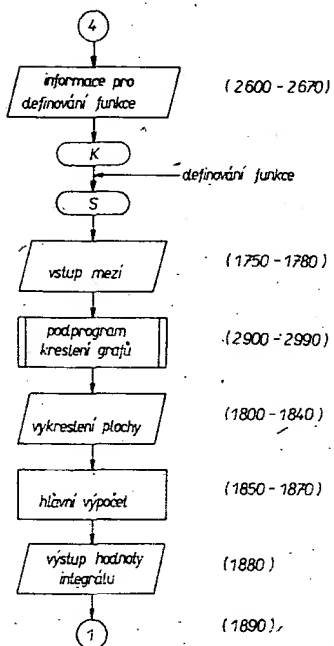 4
informace pro
definování funkce
(2600 - 2670)
K
definování funkce
S
vstup mezí
(1750 - 1780)
podprogram
kreslení grafů
(2900 - 2990)
vykreslení plochy
(1800 - 1840)
hlavní výpočet
(1850 - 1870)
výstup hodnoty
integrálu
(1880)
1
(1890),